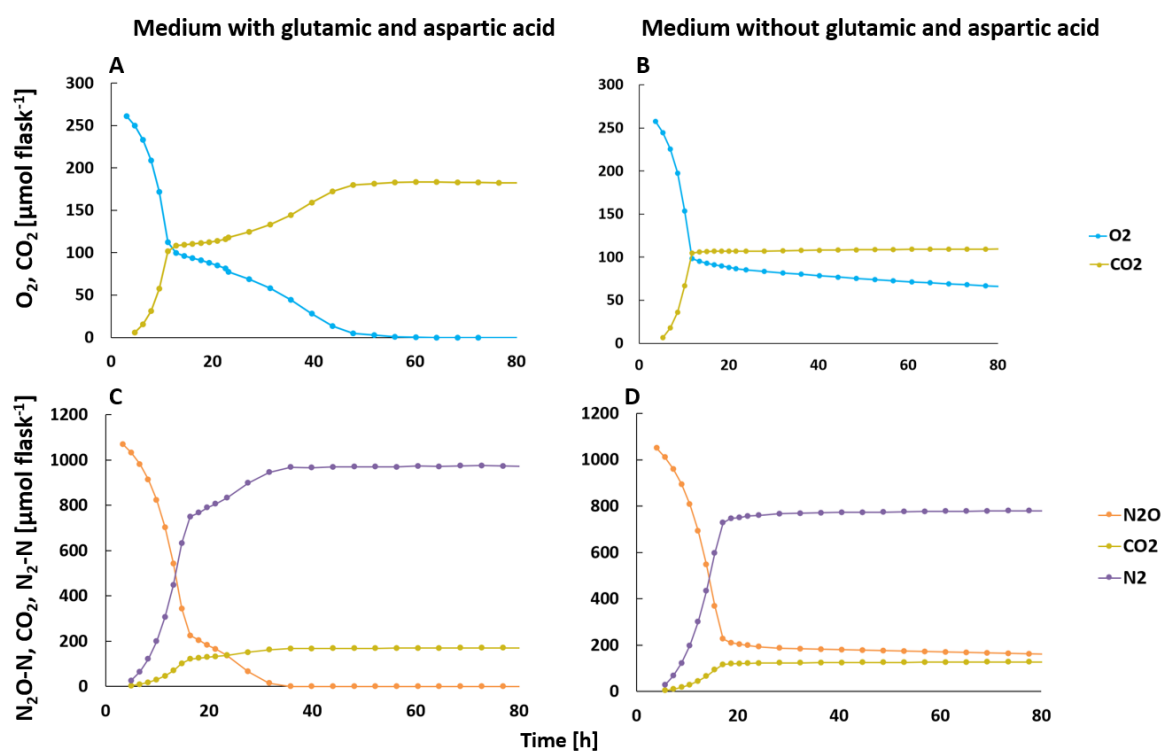 Medium with glutamic and aspartic acid
Medium without glutamic and aspartic acid
A
B
O₂, CO₂ [µmol flask⁻¹]
300
250
200
150
100
50
0
0 20 40 60 80
300
250
200
150
100
50
0
0 20 40 60 80
O2
CO2
C
D
N₂O-N, CO₂, N₂-N [µmol flask⁻¹]
1200
1000
800
600
400
200
0
0 20 40 60 80
1200
1000
800
600
400
200
0
0 20 40 60 80
N2O
CO2
N2
Time [h]